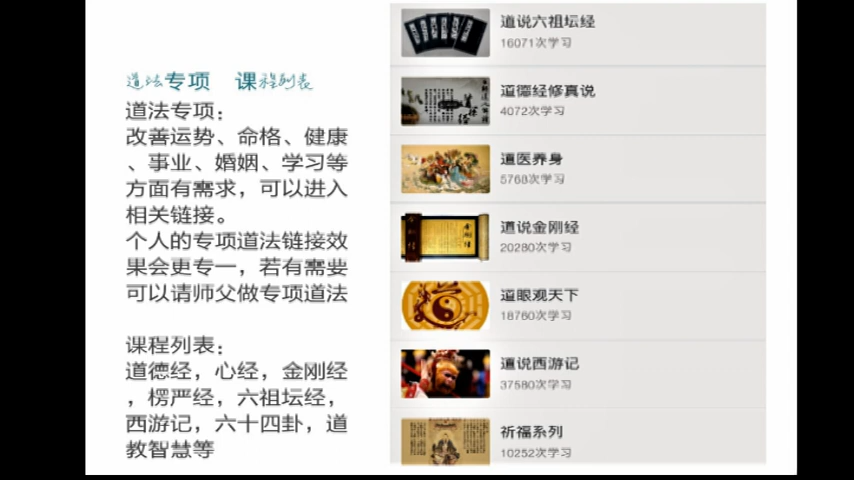 道法专项 课程列表
道法专项：
改善运势、命格、健康
、事业、婚姻、学习等
方面有需求，可以进入
相关链接。
个人的专项道法链接效
果会更专一，若有需要
可以请师父做专项道法
课程列表：
道德经，心经，金刚经
，楞严经，六祖坛经，
西游记，六十四卦，道
教智慧等
道说六祖坛经
16071次学习
道德经修真说
4072次学习
道医养身
5768次学习
道说金刚经
20280次学习
道眼观天下
18760次学习
道说西游记
37580次学习
祈福系列
10252次学习